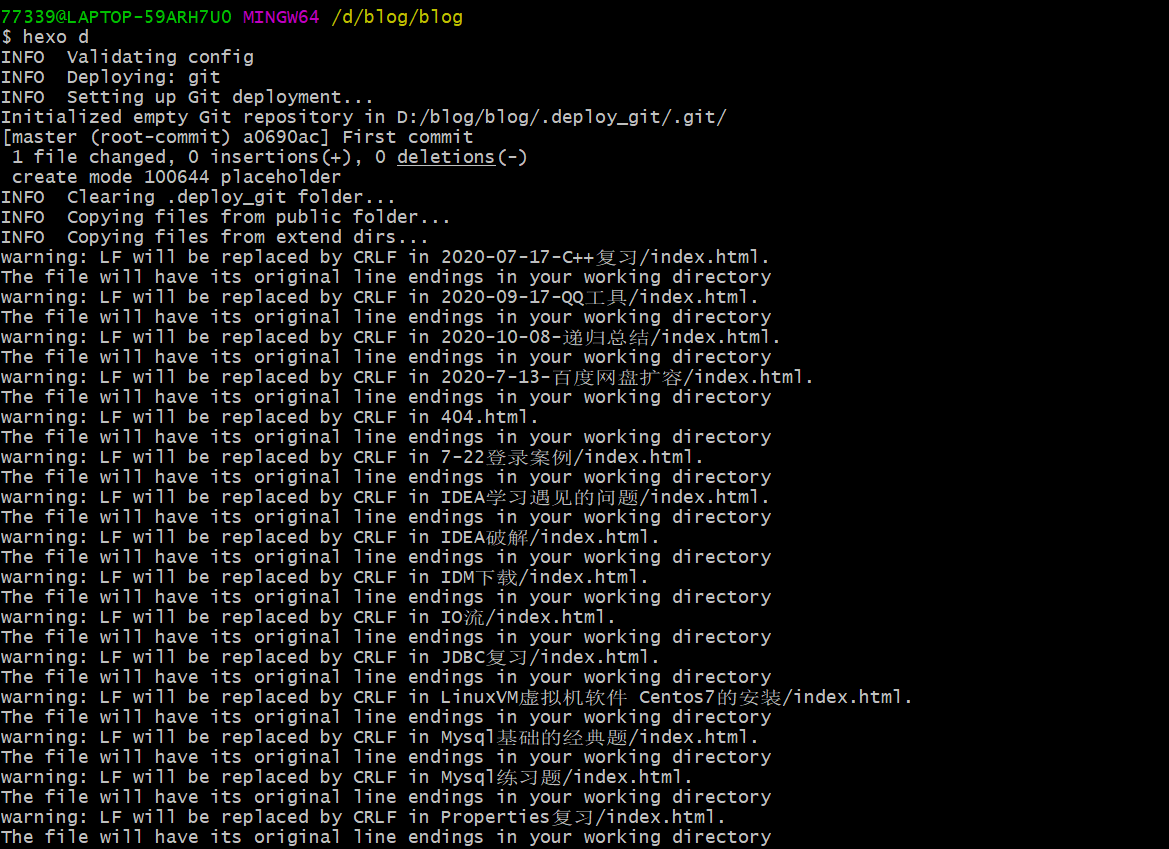 77339@LAPTOP-59ARH7U0 MINGW64 /d/blog/blog
$ hexo d
INFO  Validating config
INFO  Deploying: git
INFO  Setting up Git deployment...
Initialized empty Git repository in D:/blog/blog/.deploy_git/.git/
[master (root-commit) a0690ac] First commit
 1 file changed, 0 insertions(+), 0 deletions(-)
 create mode 100644 placeholder
INFO  Clearing .deploy_git folder...
INFO  Copying files from public folder...
INFO  Copying files from extend dirs...
warning: LF will be replaced by CRLF in 2020-07-17-C++复习/index.html.
The file will have its original line endings in your working directory
warning: LF will be replaced by CRLF in 2020-09-17-QQ工具/index.html.
The file will have its original line endings in your working directory
warning: LF will be replaced by CRLF in 2020-10-08-递归总结/index.html.
The file will have its original line endings in your working directory
warning: LF will be replaced by CRLF in 2020-7-13-百度网盘扩容/index.html.
The file will have its original line endings in your working directory
warning: LF will be replaced by CRLF in 404.html.
The file will have its original line endings in your working directory
warning: LF will be replaced by CRLF in 7-22登录案例/index.html.
The file will have its original line endings in your working directory
warning: LF will be replaced by CRLF in IDEA学习遇见的问题/index.html.
The file will have its original line endings in your working directory
warning: LF will be replaced by CRLF in IDEA破解/index.html.
The file will have its original line endings in your working directory
warning: LF will be replaced by CRLF in IDM下载/index.html.
The file will have its original line endings in your working directory
warning: LF will be replaced by CRLF in IO流/index.html.
The file will have its original line endings in your working directory
warning: LF will be replaced by CRLF in JDBC复习/index.html.
The file will have its original line endings in your working directory
warning: LF will be replaced by CRLF in LinuxVM虚拟机软件 Centos7的安装/index.html.
The file will have its original line endings in your working directory
warning: LF will be replaced by CRLF in Mysql基础的经典题/index.html.
The file will have its original line endings in your working directory
warning: LF will be replaced by CRLF in Mysql练习题/index.html.
The file will have its original line endings in your working directory
warning: LF will be replaced by CRLF in Properties复习/index.html.
The file will have its original line endings in your working directory